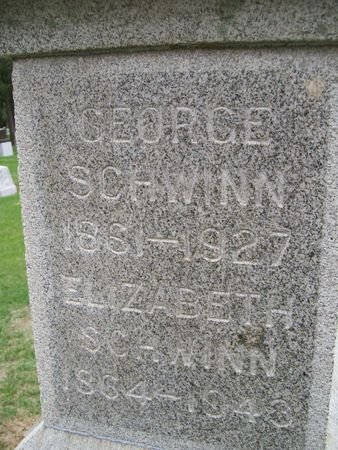 GEORGE
SCHWINN
1861-1927
ELIZABETH
SCHWINN
1864-1943